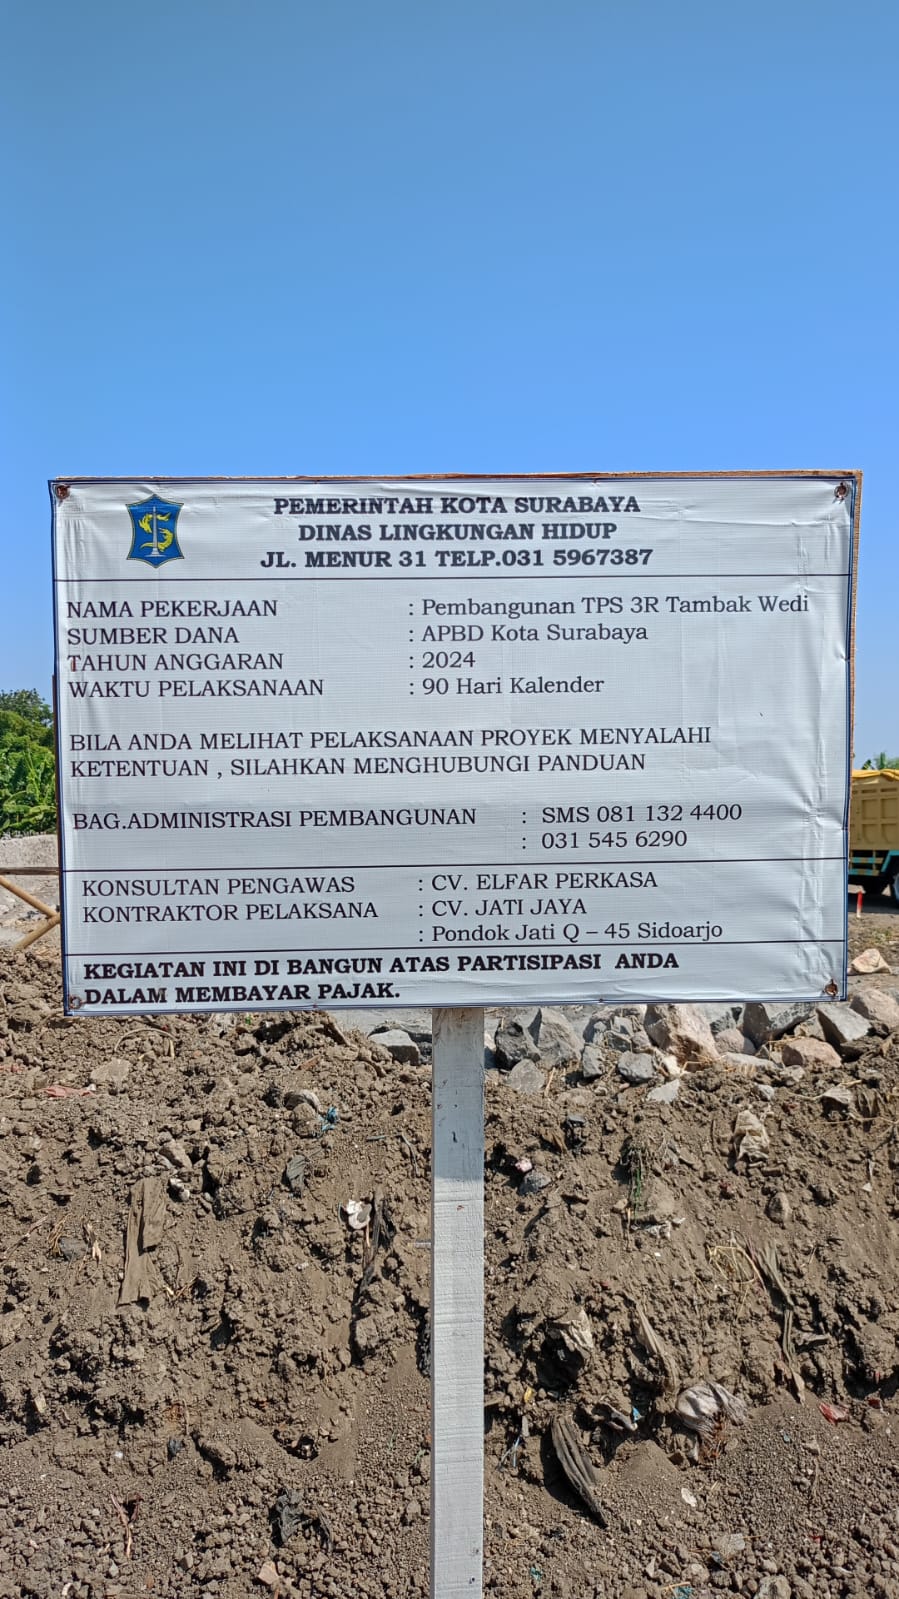 PEMERINTAH KOTA SURABAYA
DINAS LINGKUNGAN HIDUP
JL. MENUR 31 TELP.031 5967387
NAMA PEKERJAAN : Pembangunan TPS 3R Tambak Wedi
SUMBER DANA : APBD Kota Surabaya
TAHUN ANGGARAN : 2024
WAKTU PELAKSANAAN : 90 Hari Kalender
BILA ANDA MELIHAT PELAKSANAAN PROYEK MENYALAHI
KETENTUAN , SILAHKAN MENGHUBUNGI PANDUAN
BAG.ADMINISTRASI PEMBANGUNAN : SMS 081 132 4400
: 031 545 6290
KONSULTAN PENGAWAS : CV. ELFAR PERKASA
KONTRAKTOR PELAKSANA : CV. JATI JAYA
: Pondok Jati Q – 45 Sidoarjo
KEGIATAN INI DI BANGUN ATAS PARTISIPASI ANDA
DALAM MEMBAYAR PAJAK.